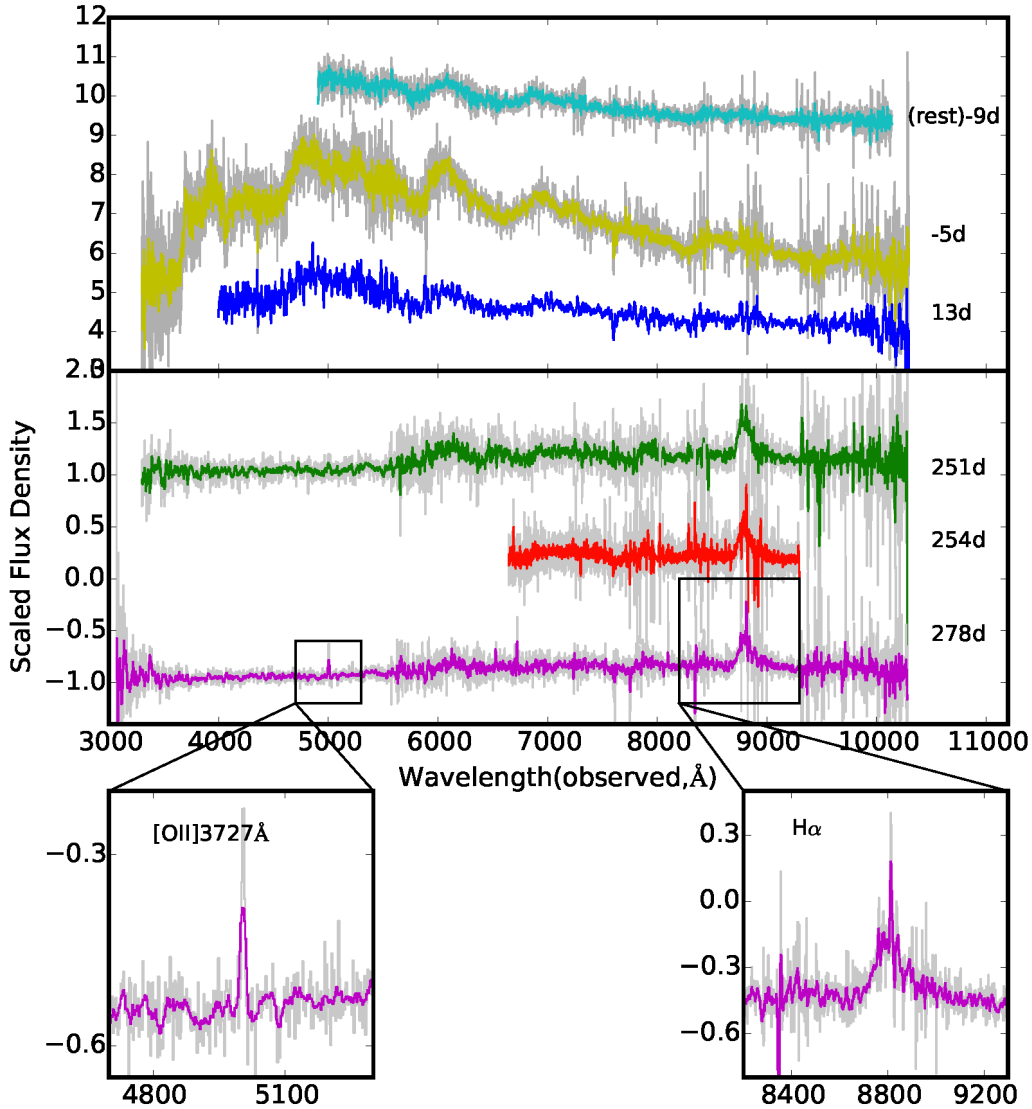 12
11
10
9
8
7
6
5
4
3
(rest)-9d
-5d
13d
2.0
1.5
1.0
0.5
0.0
−0.5
−1.0
251d
254d
278d
Scaled Flux Density
3000 4000 5000 6000 7000 8000 9000 10000 11000
Wavelength(observed,Å)
[OII]3727Å
−0.3
−0.6
4800 5100
Hα
0.3
0.0
−0.3
−0.6
8400 8800 9200